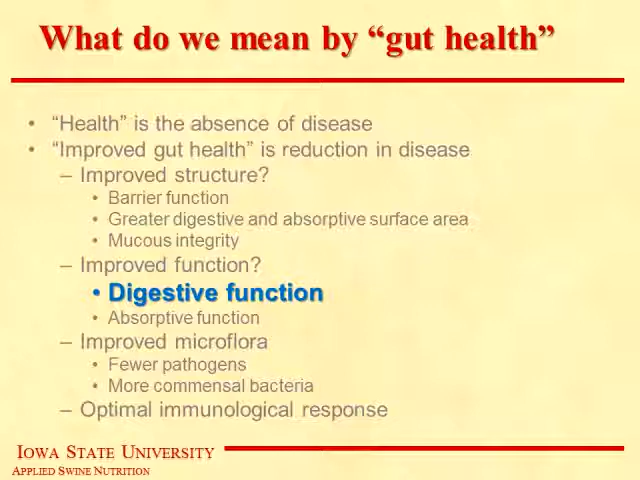 What do we mean by “gut health”
• “Health” is the absence of disease
• “Improved gut health” is reduction in disease
– Improved structure?
• Barrier function
• Greater digestive and absorptive surface area
• Mucous integrity
– Improved function?
• Digestive function
• Absorptive function
– Improved microflora
• Fewer pathogens
• More commensal bacteria
– Optimal immunological response
IOWA STATE UNIVERSITY
APPLIED SWINE NUTRITION